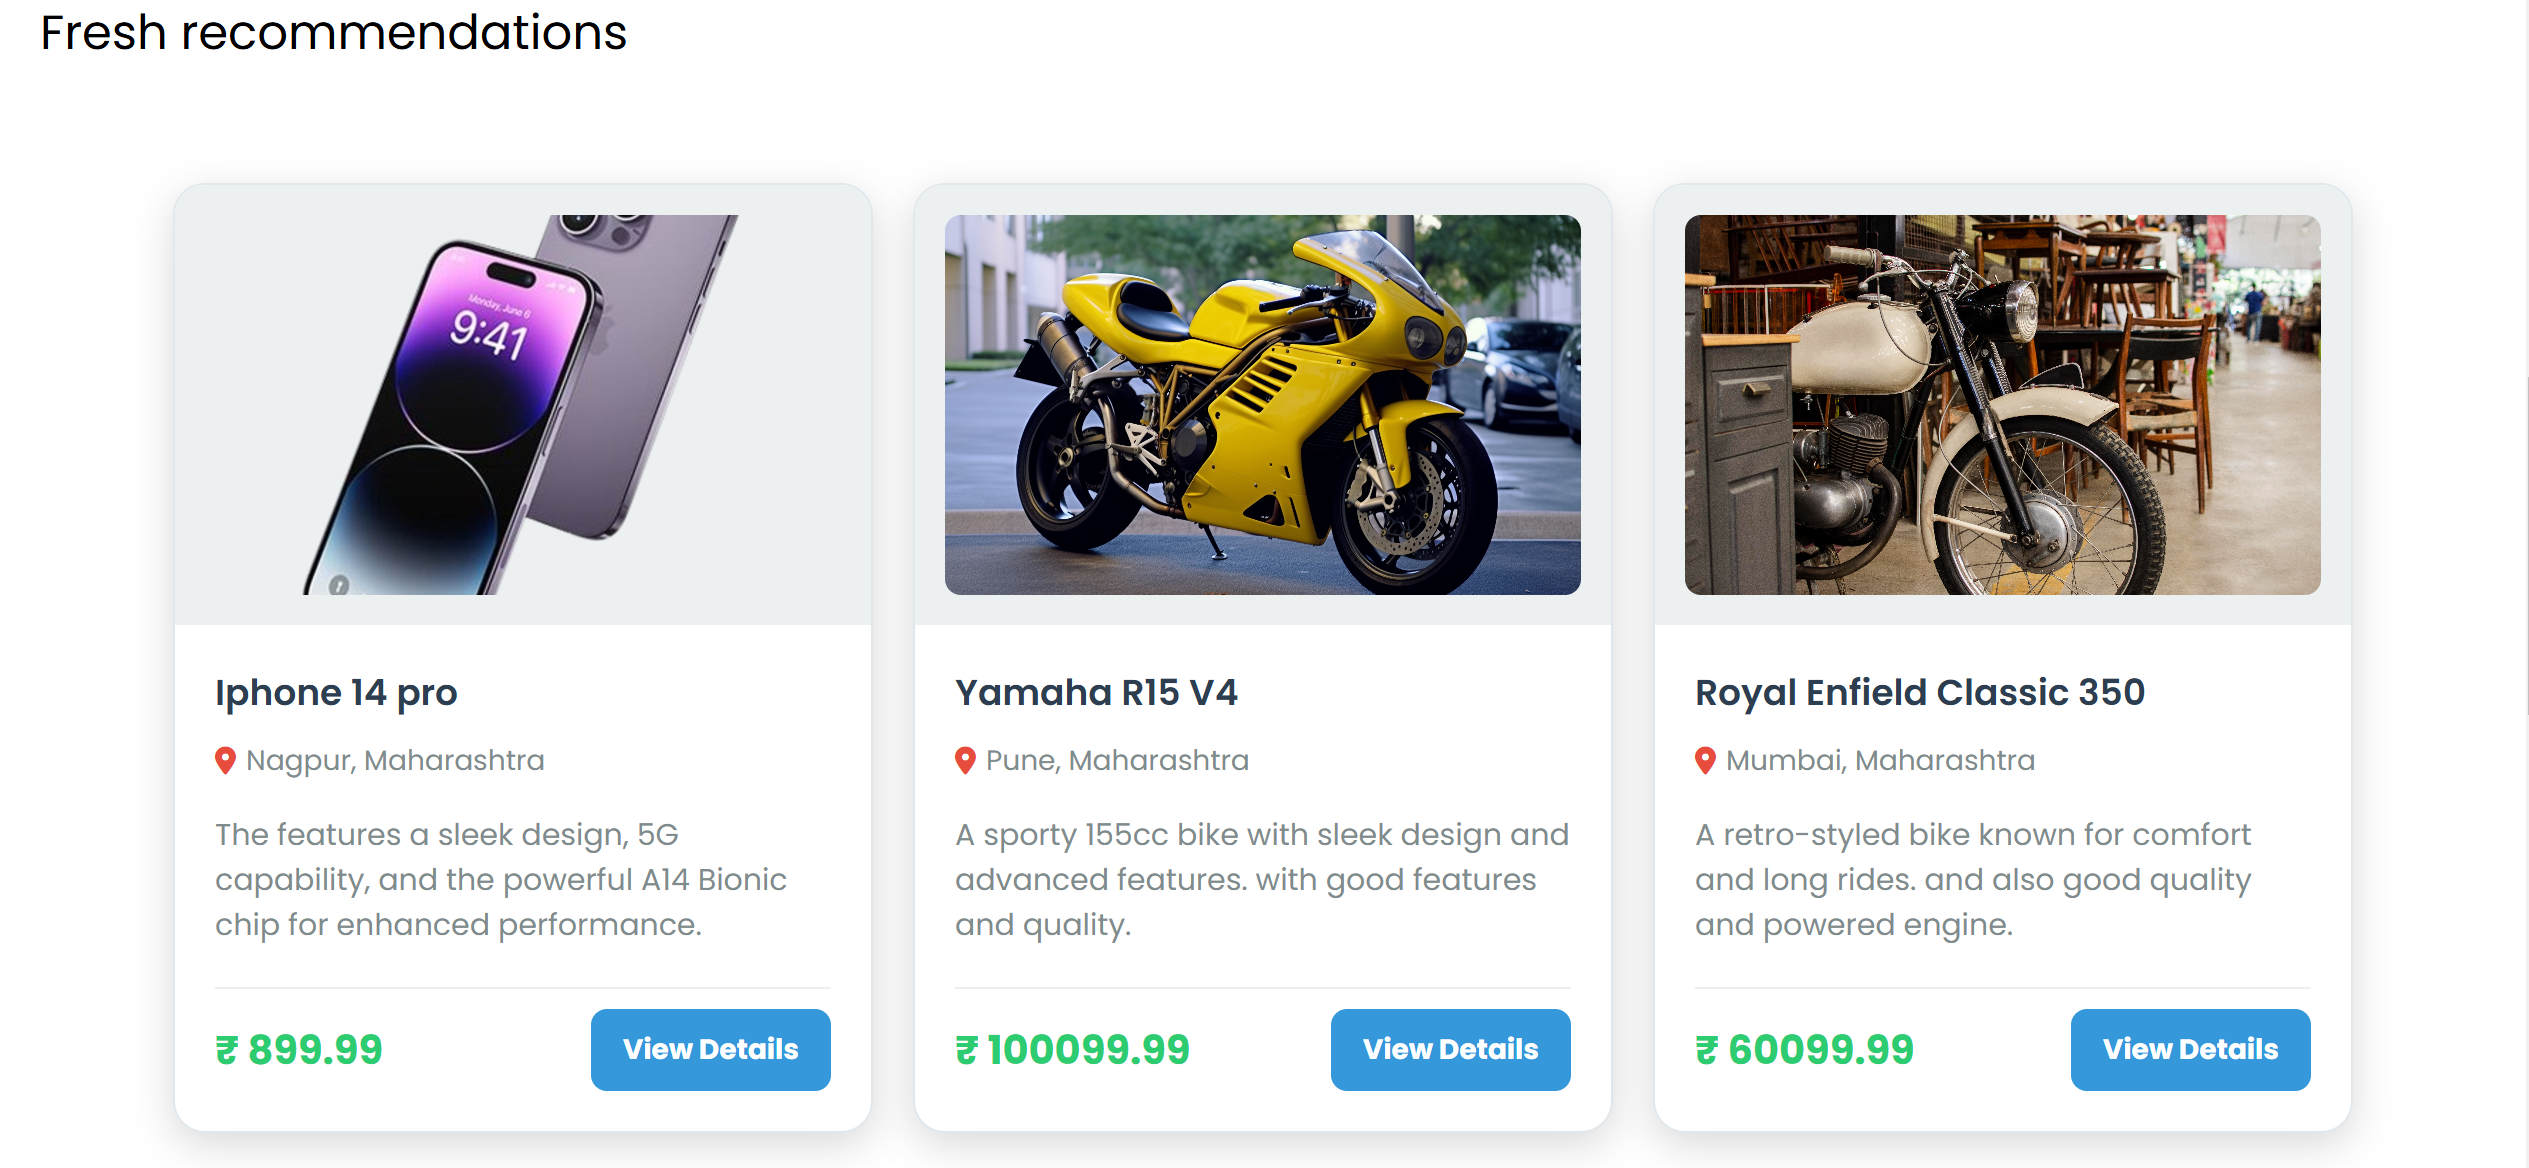 Fresh recommendations
Monday, June 6
9:41
Iphone 14 pro
Nagpur, Maharashtra
The features a sleek design, 5G
capability, and the powerful A14 Bionic
chip for enhanced performance.
₹ 899.99
View Details
Yamaha R15 V4
Pune, Maharashtra
A sporty 155cc bike with sleek design and
advanced features. with good features
and quality.
₹ 100099.99
View Details
Royal Enfield Classic 350
Mumbai, Maharashtra
A retro-styled bike known for comfort
and long rides. and also good quality
and powered engine.
₹ 60099.99
View Details